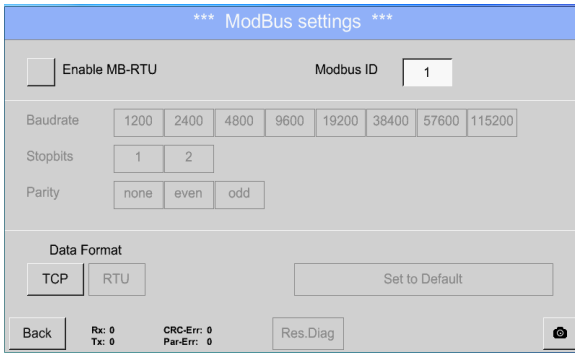 *** ModBus settings ***
Enable MB-RTU Modbus ID 1
Baudrate 1200 2400 4800 9600 19200 38400 57600 115200
Stopbits 1 2
Parity none even odd
Data Format
TCP RTU Set to Default
Back Rx: 0 CRC-Err: 0 Res.Diag
Tx: 0 Par-Err: 0